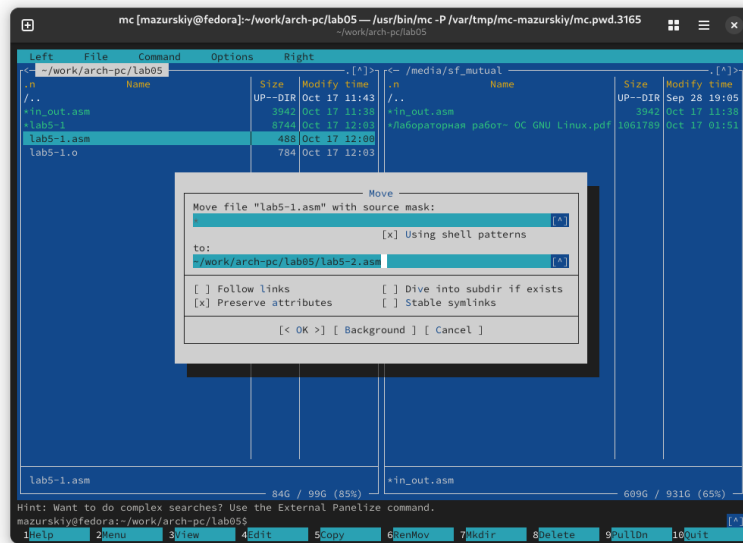 mc [mazurskiy@fedora]:~/work/arch-pc/lab05 — /usr/bin/mc -P /var/tmp/mc-mazurskiy/mc.pwd.3165
~/work/arch-pc/lab05
Left File Command Options Right
<- ~/work/arch-pc/lab05 .[^]>
.n Name Size Modify time
/.. UP--DIR Oct 17 11:43
*in_out.asm 3942 Oct 17 11:38
*lab5-1 8744 Oct 17 12:03
lab5-1.asm 488 Oct 17 12:00
lab5-1.o 784 Oct 17 12:03
lab5-1.asm
84G / 99G (85%)
<- /media/sf_mutual .[^]>
.n Name Size Modify time
/.. UP--DIR Sep 28 19:05
*in_out.asm 3942 Oct 17 11:38
*Лабораторная работ~ ОС GNU Linux.pdf 1061789 Oct 17 01:51
*in_out.asm
609G / 931G (65%)
Move
Move file "lab5-1.asm" with source mask:
* [^]
[x] Using shell patterns
to:
~/work/arch-pc/lab05/lab5-2.asm [^]
[ ] Follow links [ ] Dive into subdir if exists
[x] Preserve attributes [ ] Stable symlinks
[< OK >] [ Background ] [ Cancel ]
Hint: Want to do complex searches? Use the External Panelize command.
mazurskiy@fedora:~/work/arch-pc/lab05$ [^]
1Help 2Menu 3View 4Edit 5Copy 6RenMov 7Mkdir 8Delete 9PullDn 10Quit